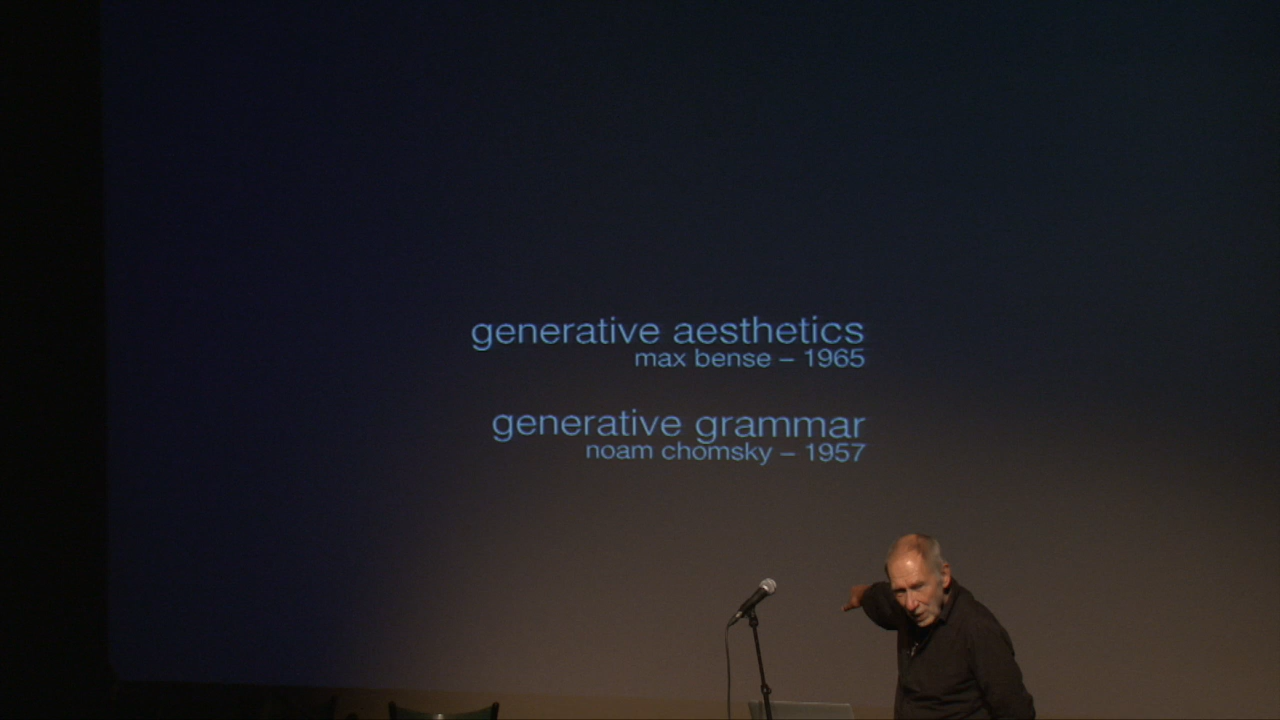 generative aesthetics
max bense – 1965
generative grammar
noam chomsky – 1957